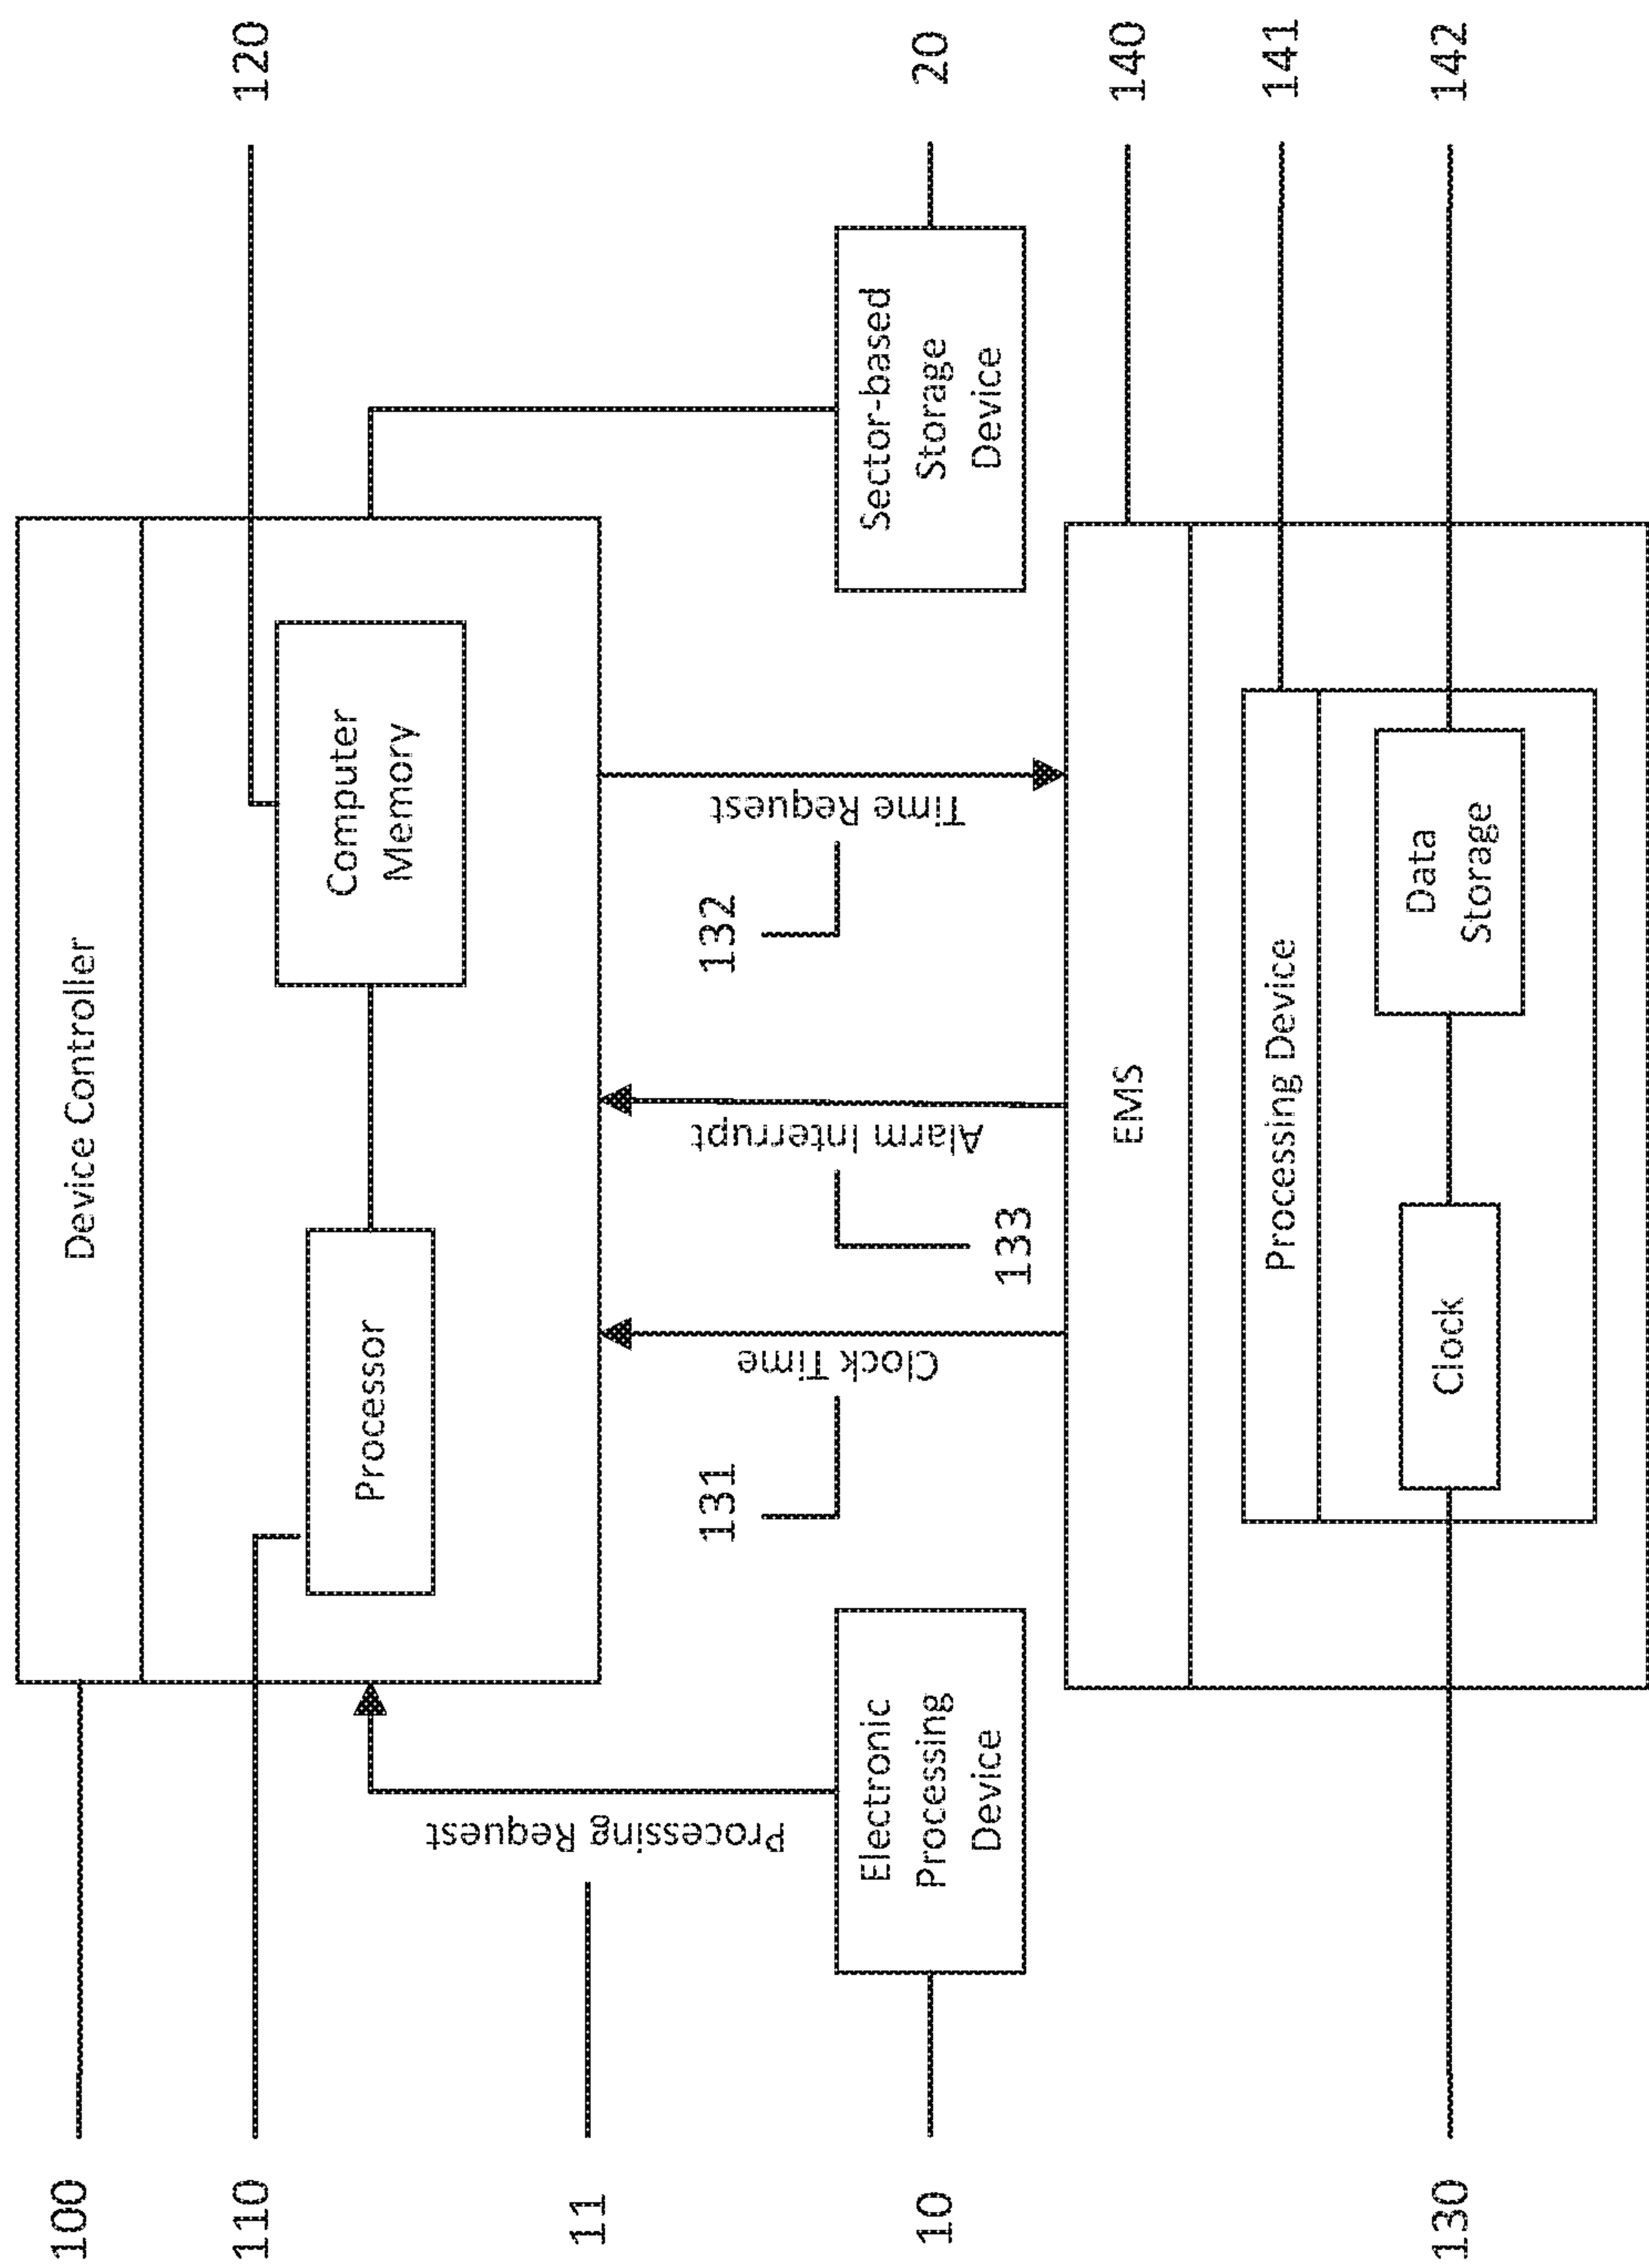 Device Controller
Processor
Computer
Memory
Processing Request
Clock Time
Alarm Interrupt
Time Request
131
133
132
Electronic
Processing
Device
Sector-based
Storage
Device
EMS
Processing Device
Clock
Data
Storage
100
110
11
10
130
120
20
140
141
142